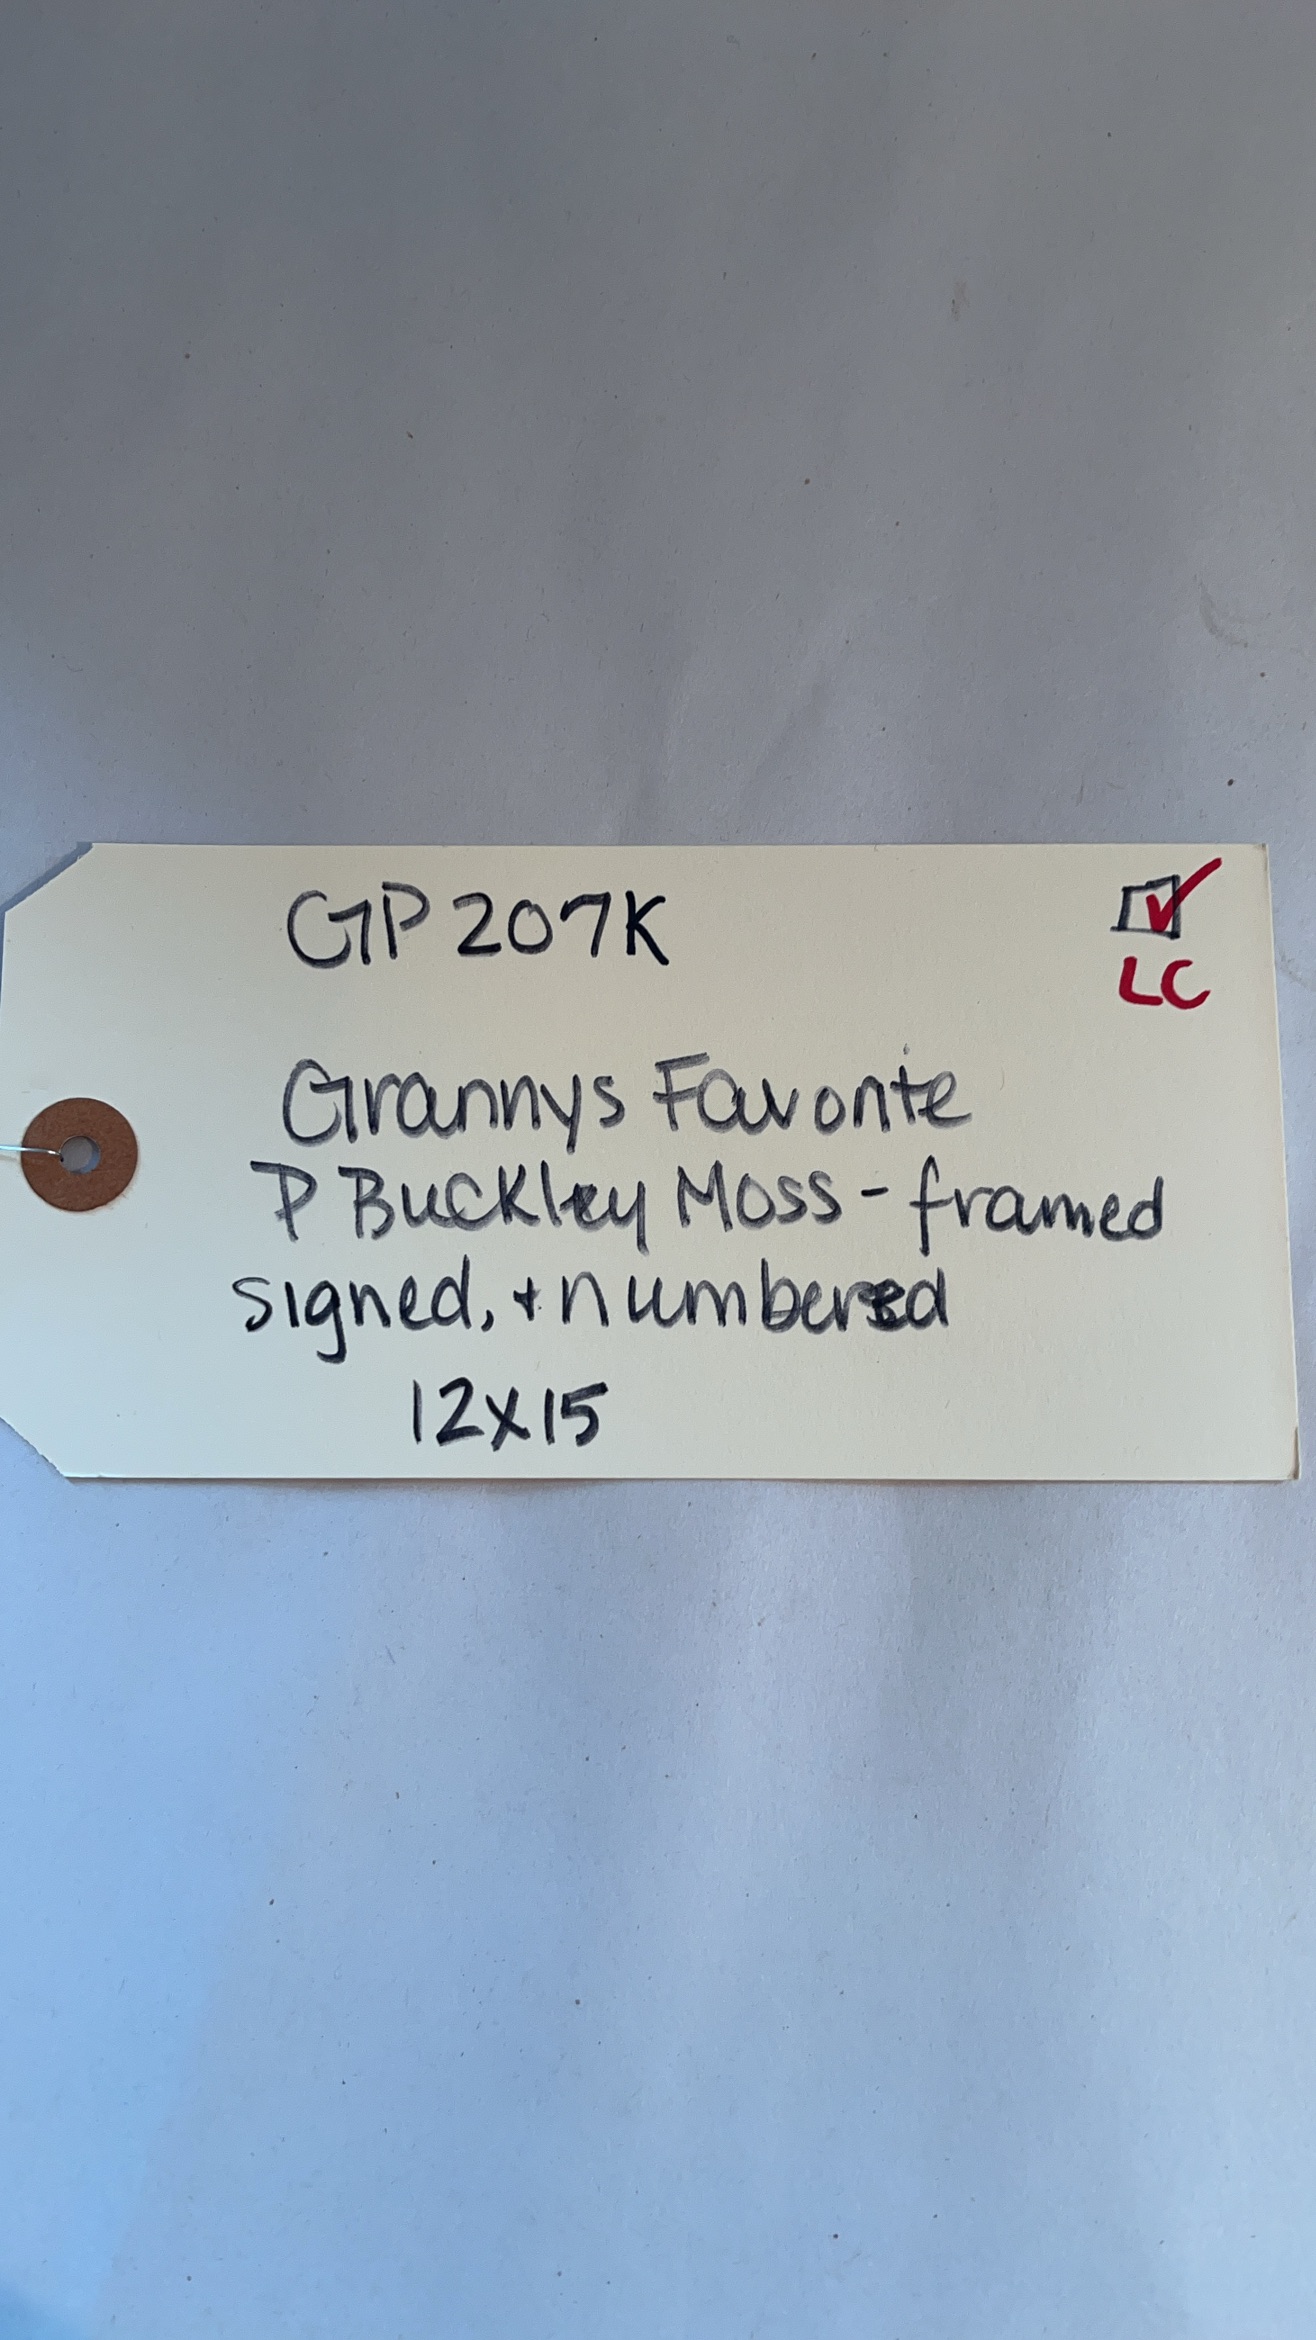 GP 207K
LC
Grannys Favorite
P Buckley Moss - framed
signed, + numbered
12x15